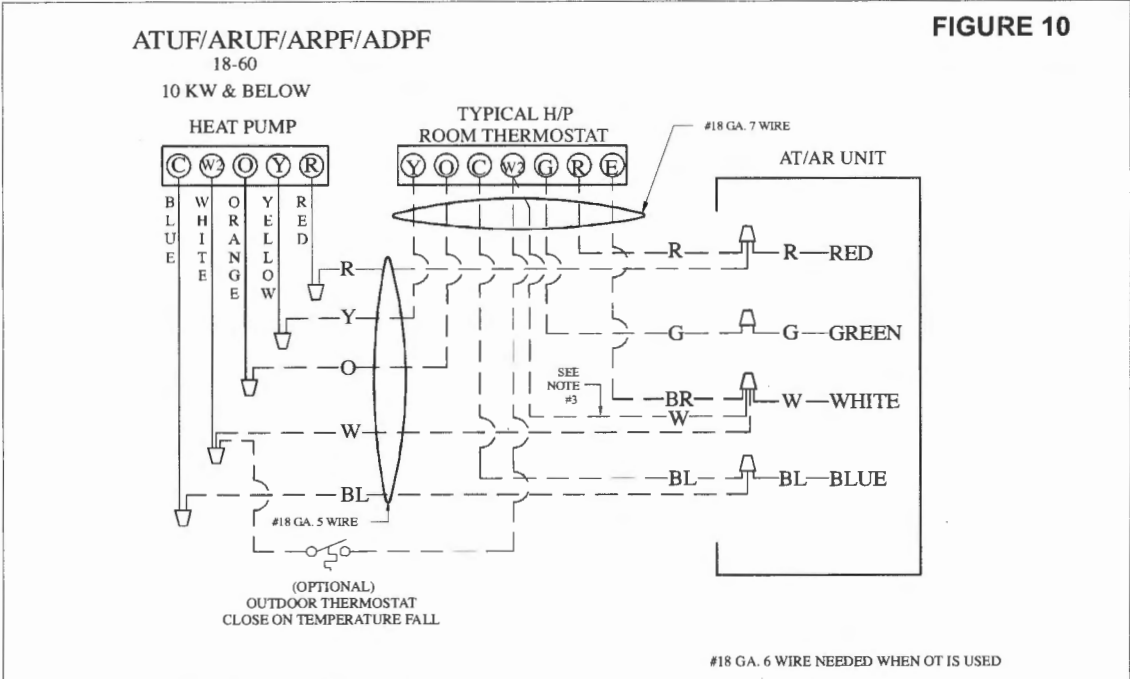 FIGURE 10
ATUF/ARUF/ARPF/ADPF
18-60
10 KW & BELOW
HEAT PUMP
TYPICAL H/P
ROOM THERMOSTAT
#18 GA. 7 WIRE
AT/AR UNIT
C W2 O Y R
Y O C W2 G R E
BLUE
WHITE
ORANGE
YELLOW
RED
R
R
R
RED
Y
G
G
GREEN
O
SEE
NOTE
#3
BR
W
W
WHITE
W
BL
BL
BLUE
BL
#18 GA. 5 WIRE
(OPTIONAL)
OUTDOOR THERMOSTAT
CLOSE ON TEMPERATURE FALL
#18 GA. 6 WIRE NEEDED WHEN OT IS USED